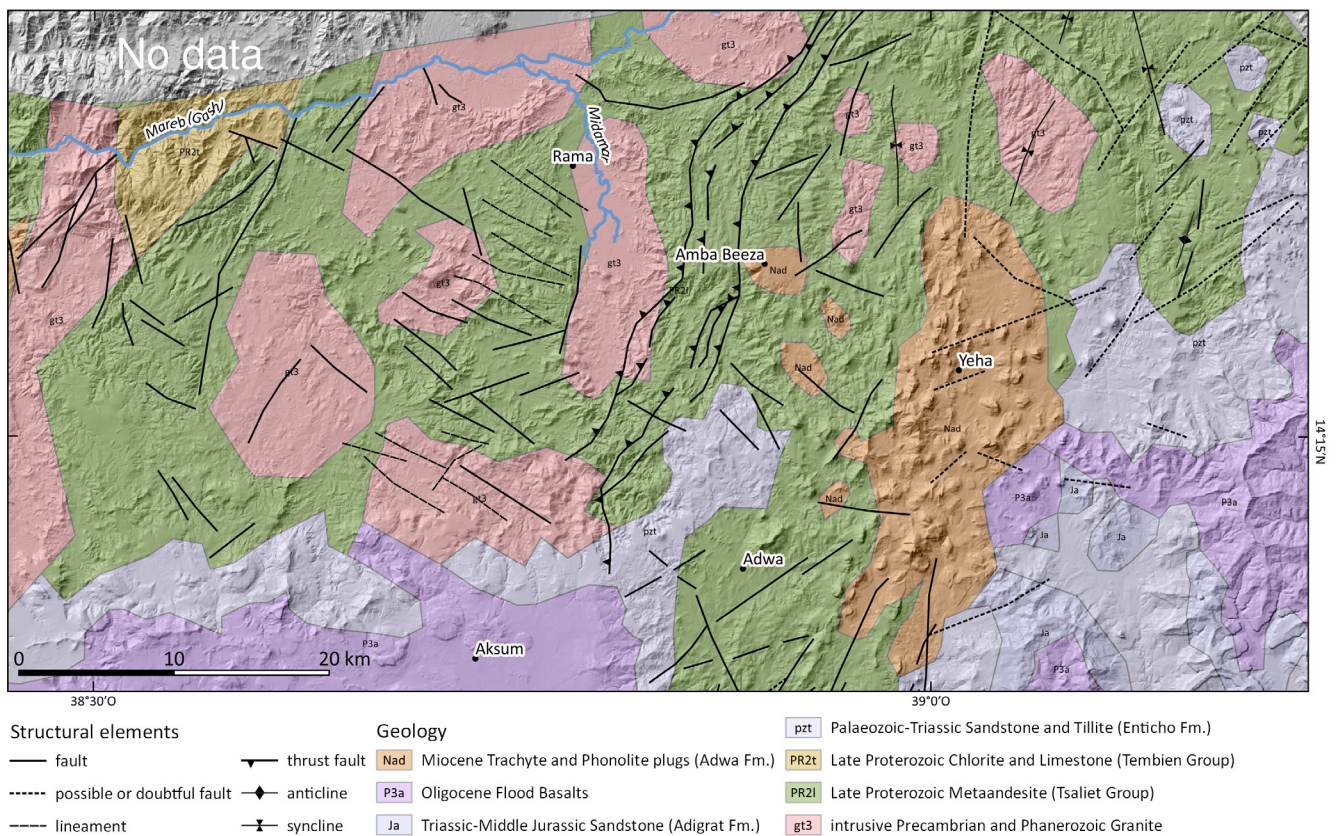 No data
gt3
pzt
Mareb (Gash)
gt3
Midamar
gt3
gt3
gt3
pzt
pzt
PR2t
Rama
gt3
gt3
Amba Beeza
Nad
gt3
gt3
PR2l
Nad
gt3
pzt
Nad
Yeha
gt3
Nad
14°15'N
gt3
Nad
P3a
Ja
P3a
pzt
Ja
Ja
Adwa
P3a
Aksum
Ja
P3a
0 10 20 km
38°30'O
39°0'O
Structural elements
fault
thrust fault
possible or doubtful fault
anticline
lineament
syncline
Geology
Nad Miocene Trachyte and Phonolite plugs (Adwa Fm.)
P3a Oligocene Flood Basalts
Ja Triassic-Middle Jurassic Sandstone (Adigrat Fm.)
pzt Palaeozoic-Triassic Sandstone and Tillite (Enticho Fm.)
PR2t Late Proterozoic Chlorite and Limestone (Tembien Group)
PR2l Late Proterozoic Metaandesite (Tsaliet Group)
gt3 intrusive Precambrian and Phanerozoic Granite